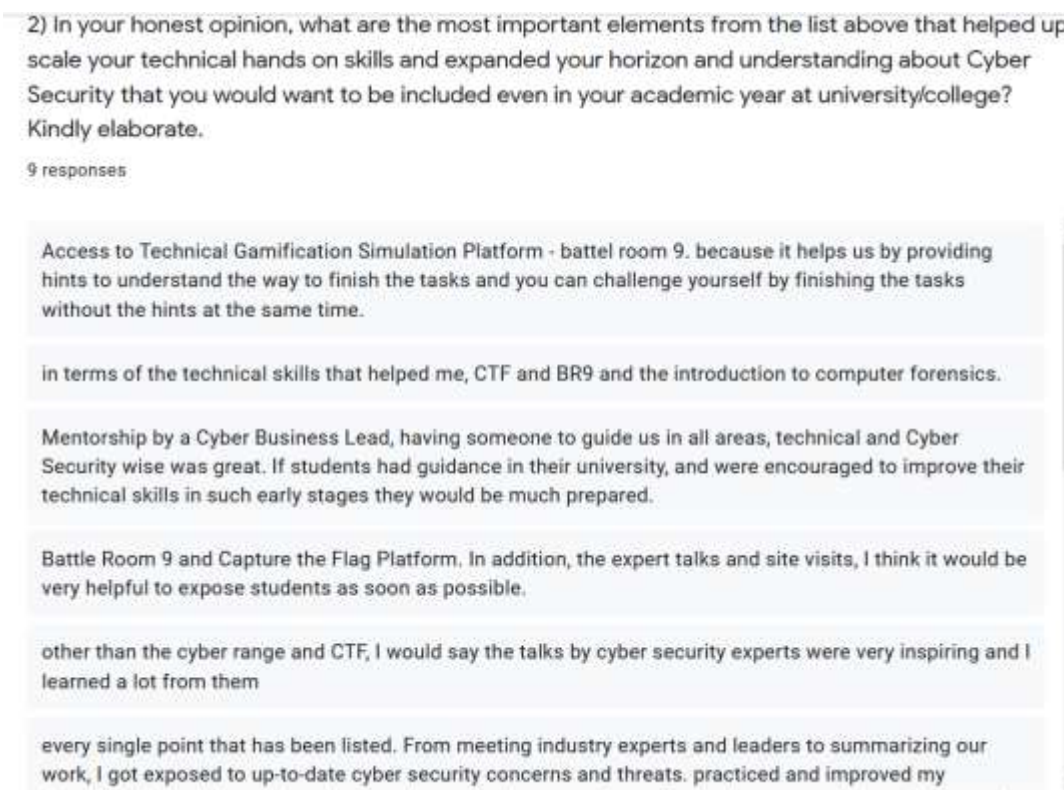 2) In your honest opinion, what are the most important elements from the list above that helped up
scale your technical hands on skills and expanded your horizon and understanding about Cyber
Security that you would want to be included even in your academic year at university/college?
Kindly elaborate.
9 responses
Access to Technical Gamification Simulation Platform - battel room 9. because it helps us by providing
hints to understand the way to finish the tasks and you can challenge yourself by finishing the tasks
without the hints at the same time.
in terms of the technical skills that helped me, CTF and BR9 and the introduction to computer forensics.
Mentorship by a Cyber Business Lead, having someone to guide us in all areas, technical and Cyber
Security wise was great. If students had guidance in their university, and were encouraged to improve their
technical skills in such early stages they would be much prepared.
Battle Room 9 and Capture the Flag Platform. In addition, the expert talks and site visits, I think it would be
very helpful to expose students as soon as possible.
other than the cyber range and CTF, I would say the talks by cyber security experts were very inspiring and I
learned a lot from them
every single point that has been listed. From meeting industry experts and leaders to summarizing our
work, I got exposed to up-to-date cyber security concerns and threats. practiced and improved my